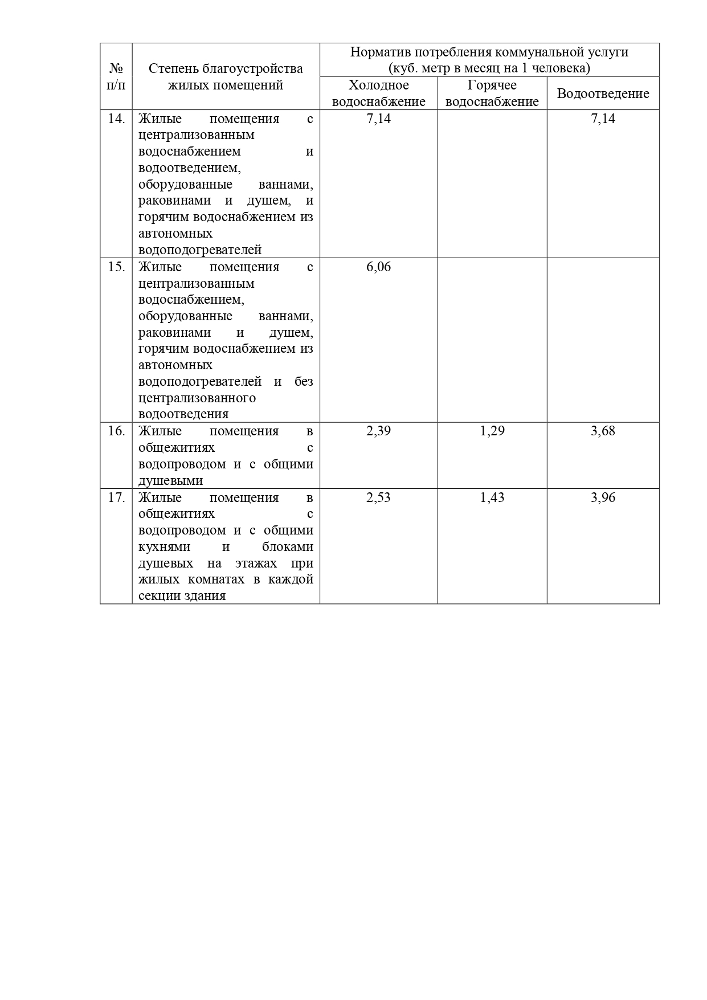 №
п/п
Степень благоустройства
жилых помещений
Норматив потребления коммунальной услуги
(куб. метр в месяц на 1 человека)
Холодное
водоснабжение
Горячее
водоснабжение
Водоотведение
14.
Жилые помещения с
централизованным
водоснабжением и
водоотведением,
оборудованные ваннами,
раковинами и душем, и
горячим водоснабжением из
автономных
водоподогревателей
7,14
7,14
15.
Жилые помещения с
централизованным
водоснабжением,
оборудованные ваннами,
раковинами и душем,
горячим водоснабжением из
автономных
водоподогревателей и без
централизованного
водоотведения
6,06
16.
Жилые помещения в
общежитиях с
водопроводом и с общими
душевыми
2,39
1,29
3,68
17.
Жилые помещения в
общежитиях с
водопроводом и с общими
кухнями и блоками
душевых на этажах при
жилых комнатах в каждой
секции здания
2,53
1,43
3,96